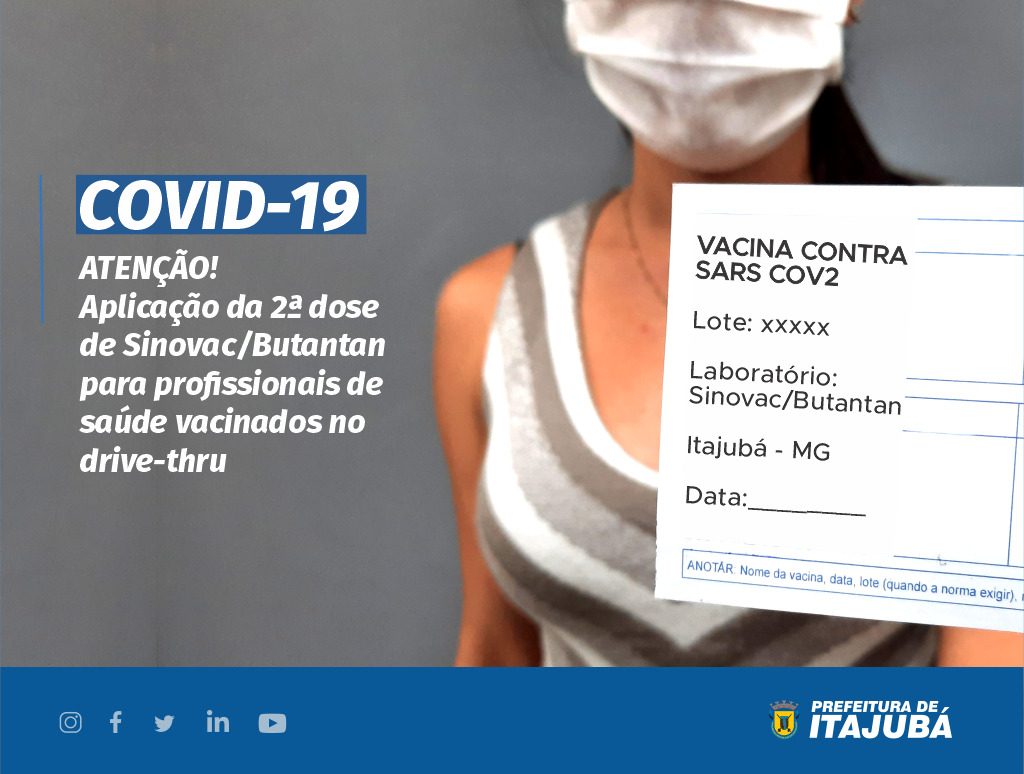 COVID-19
ATENÇÃO!
Aplicação da 2ª dose
de Sinovac/Butantan
para profissionais de
saúde vacinados no
drive-thru
VACINA CONTRA
SARS COV2
Lote: xxxxx
Laboratório:
Sinovac/Butantan
Itajubá - MG
Data:_________
ANOTÁR: Nome da vacina, data, lote (quando a norma exigir),
PREFEITURA DE
ITAJUBÁ